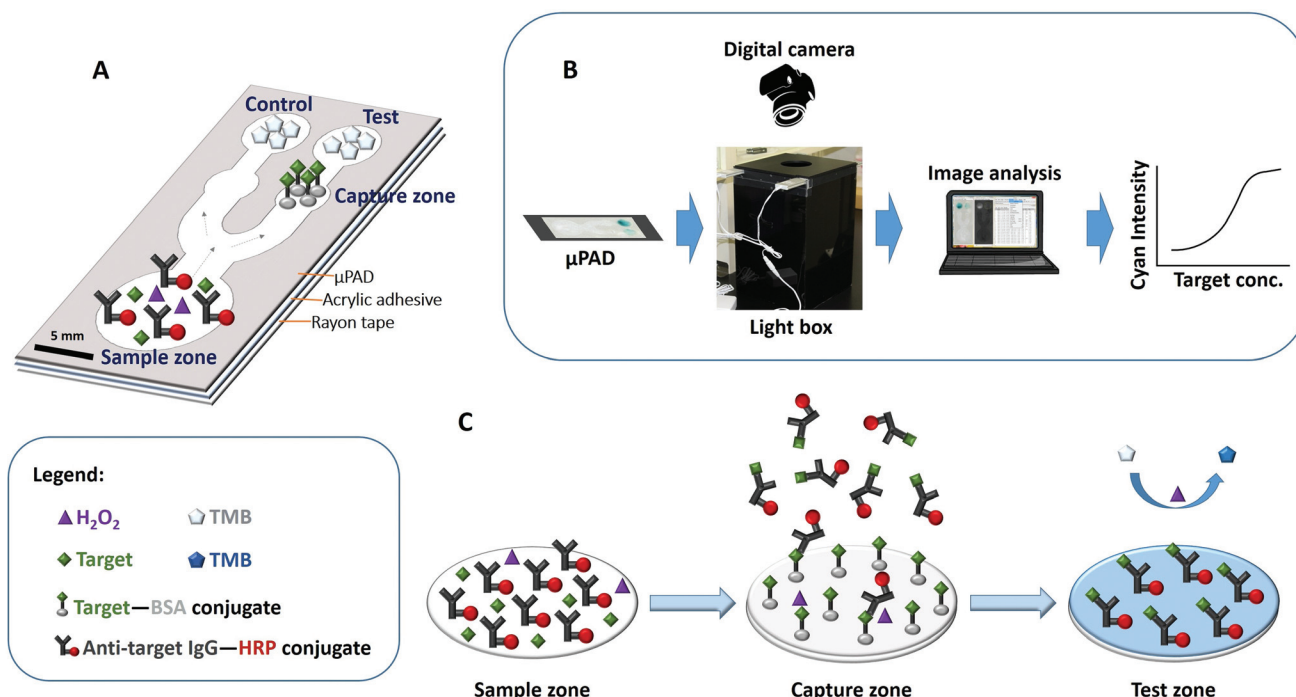 A
Control
Test
Capture zone
µPAD
Acrylic adhesive
Rayon tape
5 mm
Sample zone
B
Digital camera
µPAD
Light box
Image analysis
Cyan Intensity
Target conc.
Legend:
H₂O₂
TMB
Target
TMB
Target—BSA conjugate
Anti-target IgG—HRP conjugate
C
Sample zone
Capture zone
Test zone